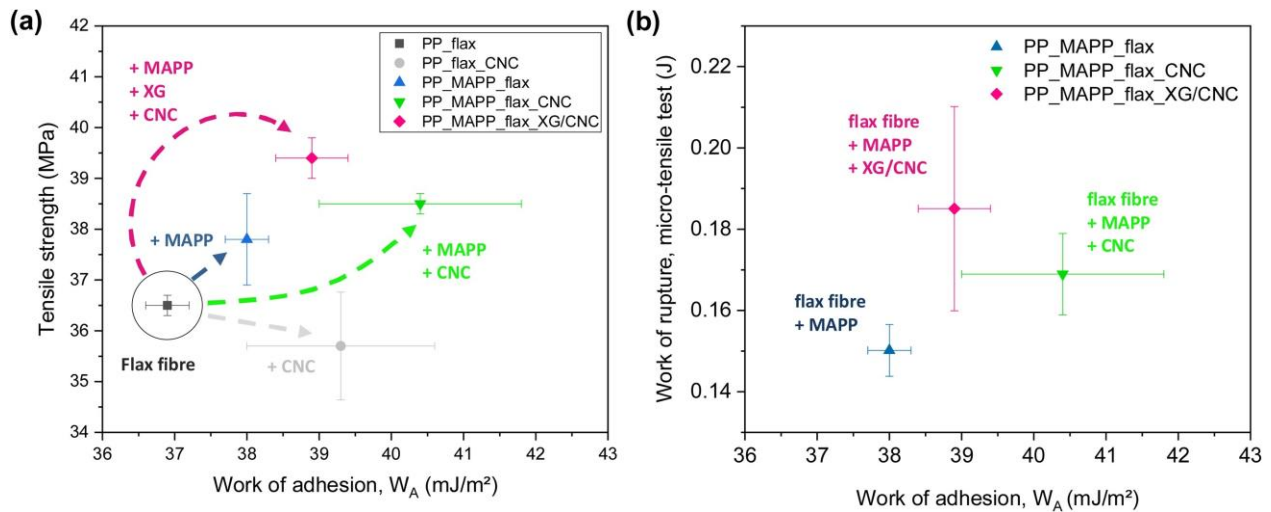 (a)
42
41
40
39
38
37
36
35
34
Tensile strength (MPa)
PP_flax
PP_flax_CNC
PP_MAPP_flax
PP_MAPP_flax_CNC
PP_MAPP_flax_XG/CNC
+ MAPP
+ XG
+ CNC
+ MAPP
+ MAPP
+ CNC
Flax fibre
+ CNC
36 37 38 39 40 41 42 43
Work of adhesion, W_A (mJ/m²)
(b)
0.22
0.20
0.18
0.16
0.14
Work of rupture, micro-tensile test (J)
PP_MAPP_flax
PP_MAPP_flax_CNC
PP_MAPP_flax_XG/CNC
flax fibre
+ MAPP
+ XG/CNC
flax fibre
+ MAPP
+ CNC
flax fibre
+ MAPP
36 37 38 39 40 41 42 43
Work of adhesion, W_A (mJ/m²)